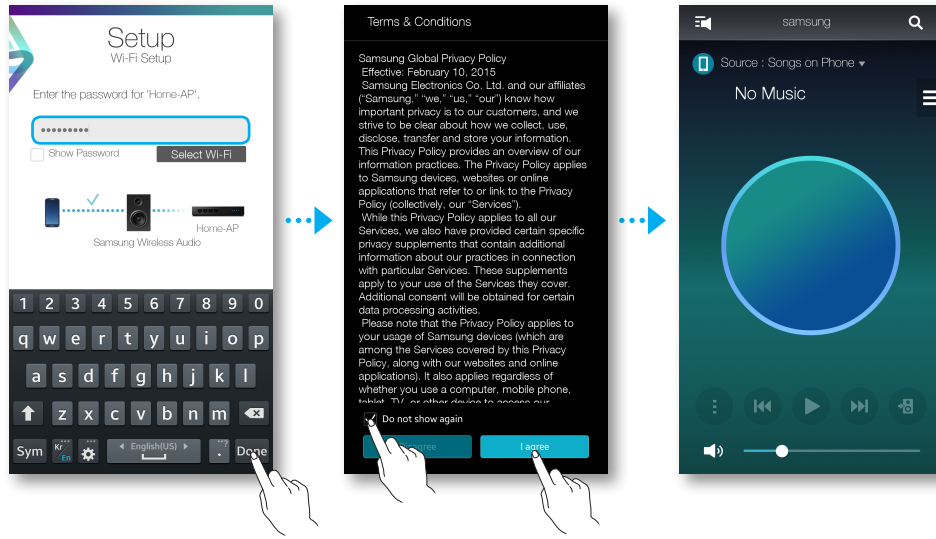 Setup
Wi-Fi Setup
Enter the password for 'Home-AP'.
Show Password
Select Wi-Fi
Home-AP
Samsung Wireless Audio
1 2 3 4 5 6 7 8 9 0
q w e r t y u i o p
a s d f g h j k l
z x c v b n m
Sym Kr En English(US) . ? Done
Terms & Conditions
Samsung Global Privacy Policy
Effective: February 10, 2015
Samsung Electronics Co. Ltd. and our affiliates
("Samsung," “we,” “us,” “our”) know how
important privacy is to our customers, and we
strive to be clear about how we collect, use,
disclose, transfer and store your information.
This Privacy Policy provides an overview of our
information practices. The Privacy Policy applies
to Samsung devices, websites or online
applications that refer to or link to the Privacy
Policy (collectively, our “Services”).
While this Privacy Policy applies to all our
Services, we also have provided certain specific
privacy supplements that contain additional
information about our practices in connection
with particular Services. These supplements
apply to your use of the Services they cover.
Additional consent will be obtained for certain
data processing activities.
Please note that the Privacy Policy applies to
your usage of Samsung devices (which are
among the Services covered by this Privacy
Policy, along with our websites and online
applications). It also applies regardless of
whether you use a computer, mobile phone,
tablet, TV, or other device to access our
Do not show again
Disagree
I agree
samsung
Source : Songs on Phone
No Music